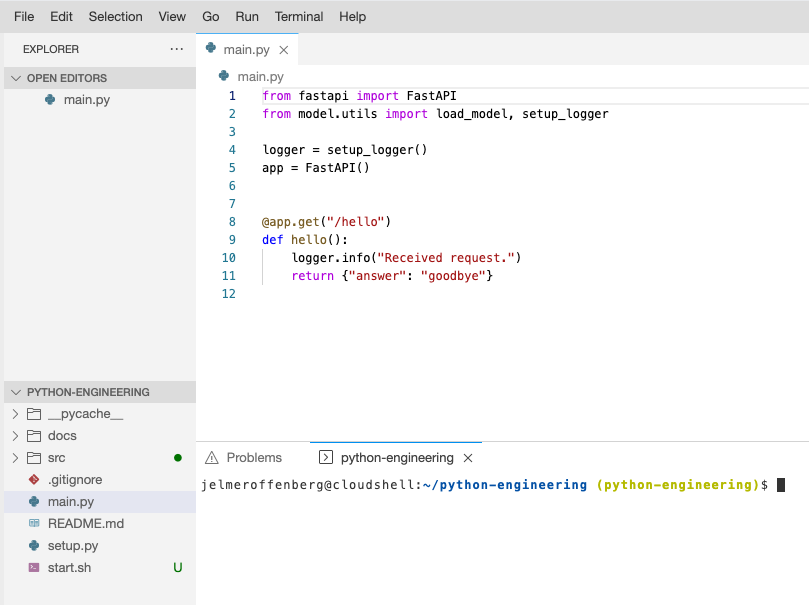 File Edit Selection View Go Run Terminal Help
EXPLORER ...
OPEN EDITORS
main.py
main.py
main.py
1 from fastapi import FastAPI
2 from model.utils import load_model, setup_logger
3
4 logger = setup_logger()
5 app = FastAPI()
6
7
8 @app.get("/hello")
9 def hello():
10 logger.info("Received request.")
11 return {"answer": "goodbye"}
12
PYTHON-ENGINEERING
__pycache__
docs
src
.gitignore
main.py
README.md
setup.py
start.sh U
Problems python-engineering
jelmeroffenberg@cloudshell:~/python-engineering (python-engineering)$